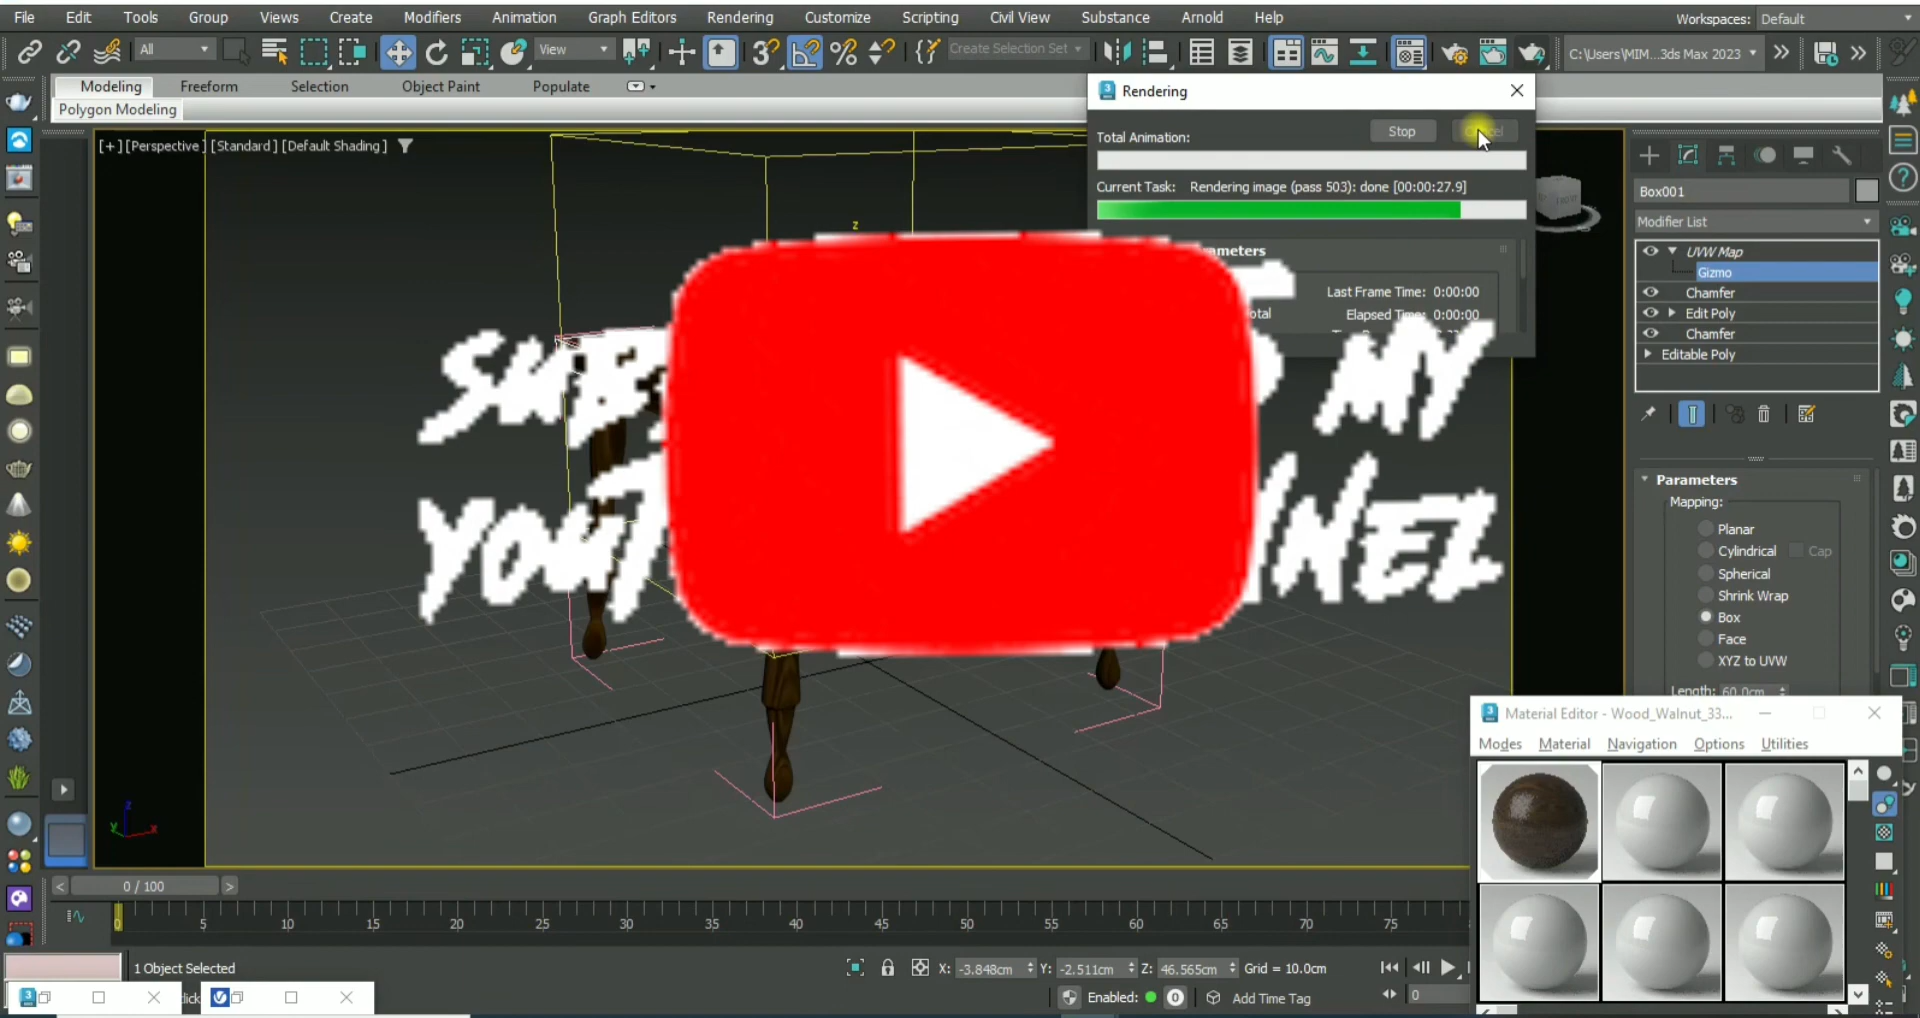 File Edit Tools Group Views Create Modifiers Animation Graph Editors Rendering Customize Scripting Civil View Substance Arnold Help Workspaces: Default
All View Create Selection Set C:\Users\MIM...3ds Max 2023
Modeling Freeform Selection Object Paint Populate
Polygon Modeling
[+] [Perspective] [Standard] [Default Shading]
Rendering
Total Animation: Stop
Current Task: Rendering image (pass 503): done [00:00:27.9]
Last Frame Time: 0:00:00
Elapsed Time: 0:00:00
z
MY
Box001
Modifier List
UVW Map
Gizmo
Chamfer
Edit Poly
Chamfer
Editable Poly
Parameters
Mapping:
Planar
Cylindrical Cap
Spherical
Shrink Wrap
Box
Face
XYZ to UVW
Length: 60.0cm
Material Editor - Wood_Walnut_33...
Modes Material Navigation Options Utilities
z
y x
< 0 / 100 >
0 5 10 15 20 25 30 35 40 45 50 55 60 65 70 75
1 Object Selected X: -3.848cm Y: -2.511cm Z: 46.565cm Grid = 10.0cm
Enabled: 0 Add Time Tag 0